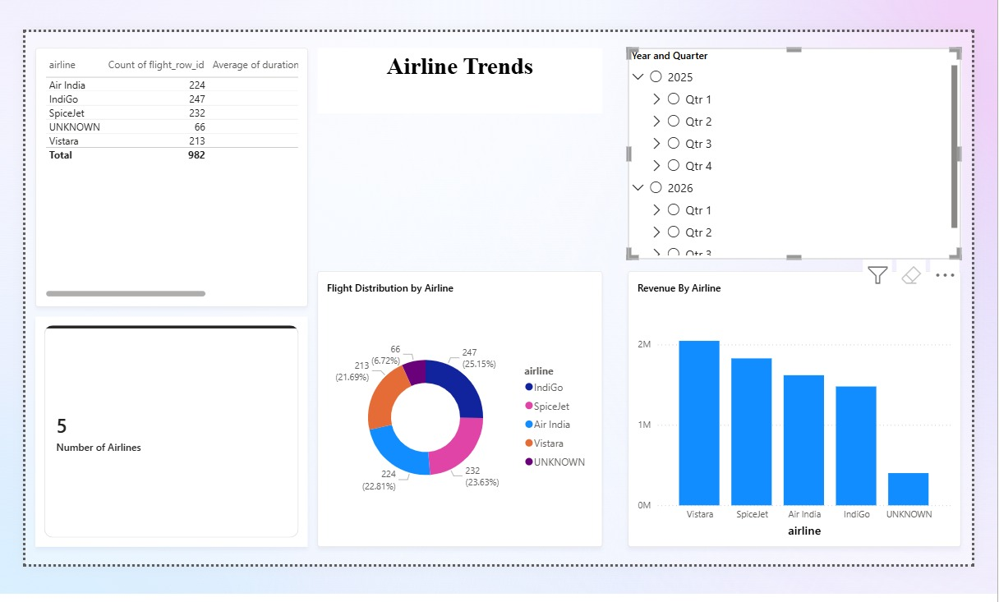 airline Count of flight_row_id Average of duration
Air India 224
IndiGo 247
SpiceJet 232
UNKNOWN 66
Vistara 213
Total 982
Airline Trends
Year and Quarter
2025
Qtr 1
Qtr 2
Qtr 3
Qtr 4
2026
Qtr 1
Qtr 2
Qtr 3
5
Number of Airlines
Flight Distribution by Airline
66
(6.72%)
247
(25.15%)
213
(21.69%)
224
(22.81%)
232
(23.63%)
airline
IndiGo
SpiceJet
Air India
Vistara
UNKNOWN
Revenue By Airline
2M
1M
0M
Vistara SpiceJet Air India IndiGo UNKNOWN
airline